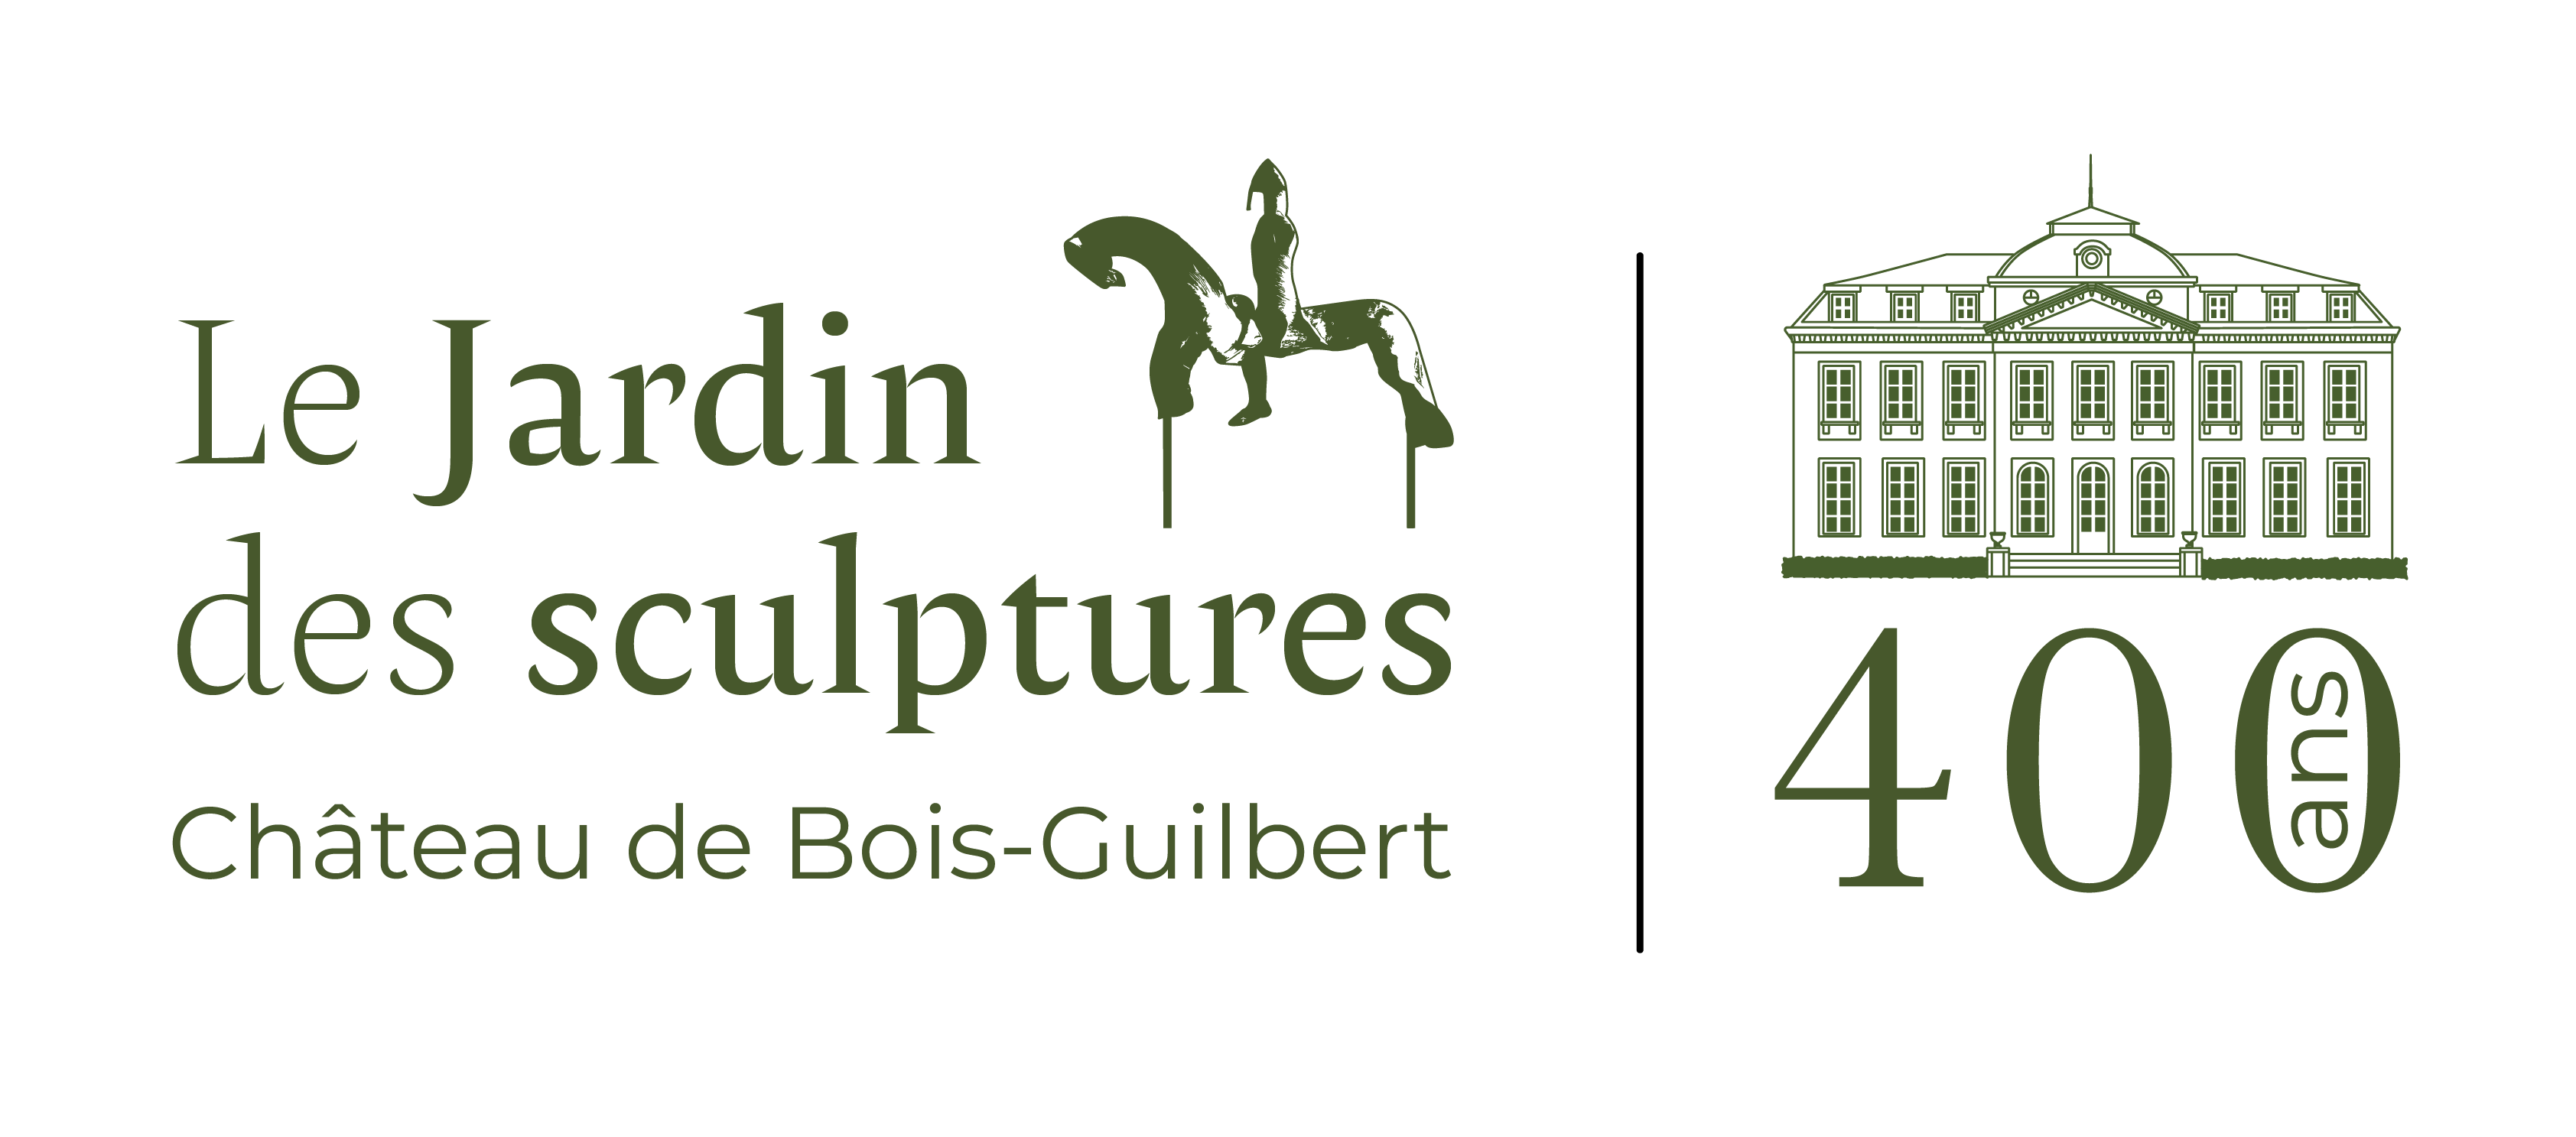 Le Jardin
des sculptures
Château de Bois-Guilbert
400
ans